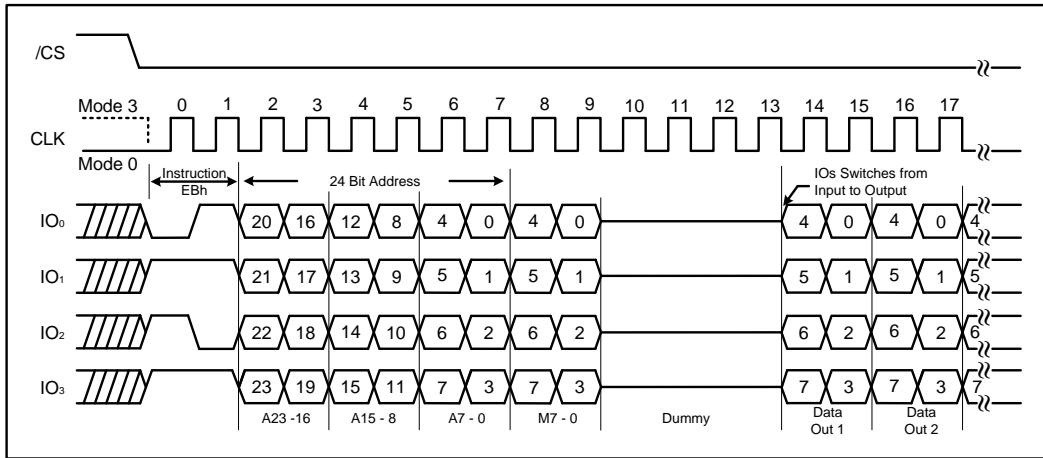 /CS
Mode 3 0 1 2 3 4 5 6 7 8 9 10 11 12 13 14 15 16 17
CLK
Mode 0
Instruction EBh
24 Bit Address
IOs Switches from
Input to Output
IO₀ 20 16 12 8 4 0 4 0 4 0 4 0 4
IO₁ 21 17 13 9 5 1 5 1 5 1 5 1 5
IO₂ 22 18 14 10 6 2 6 2 6 2 6 2 6
IO₃ 23 19 15 11 7 3 7 3 7 3 7 3 7
A23 -16 A15 - 8 A7 - 0 M7 - 0 Dummy
Data
Out 1
Data
Out 2